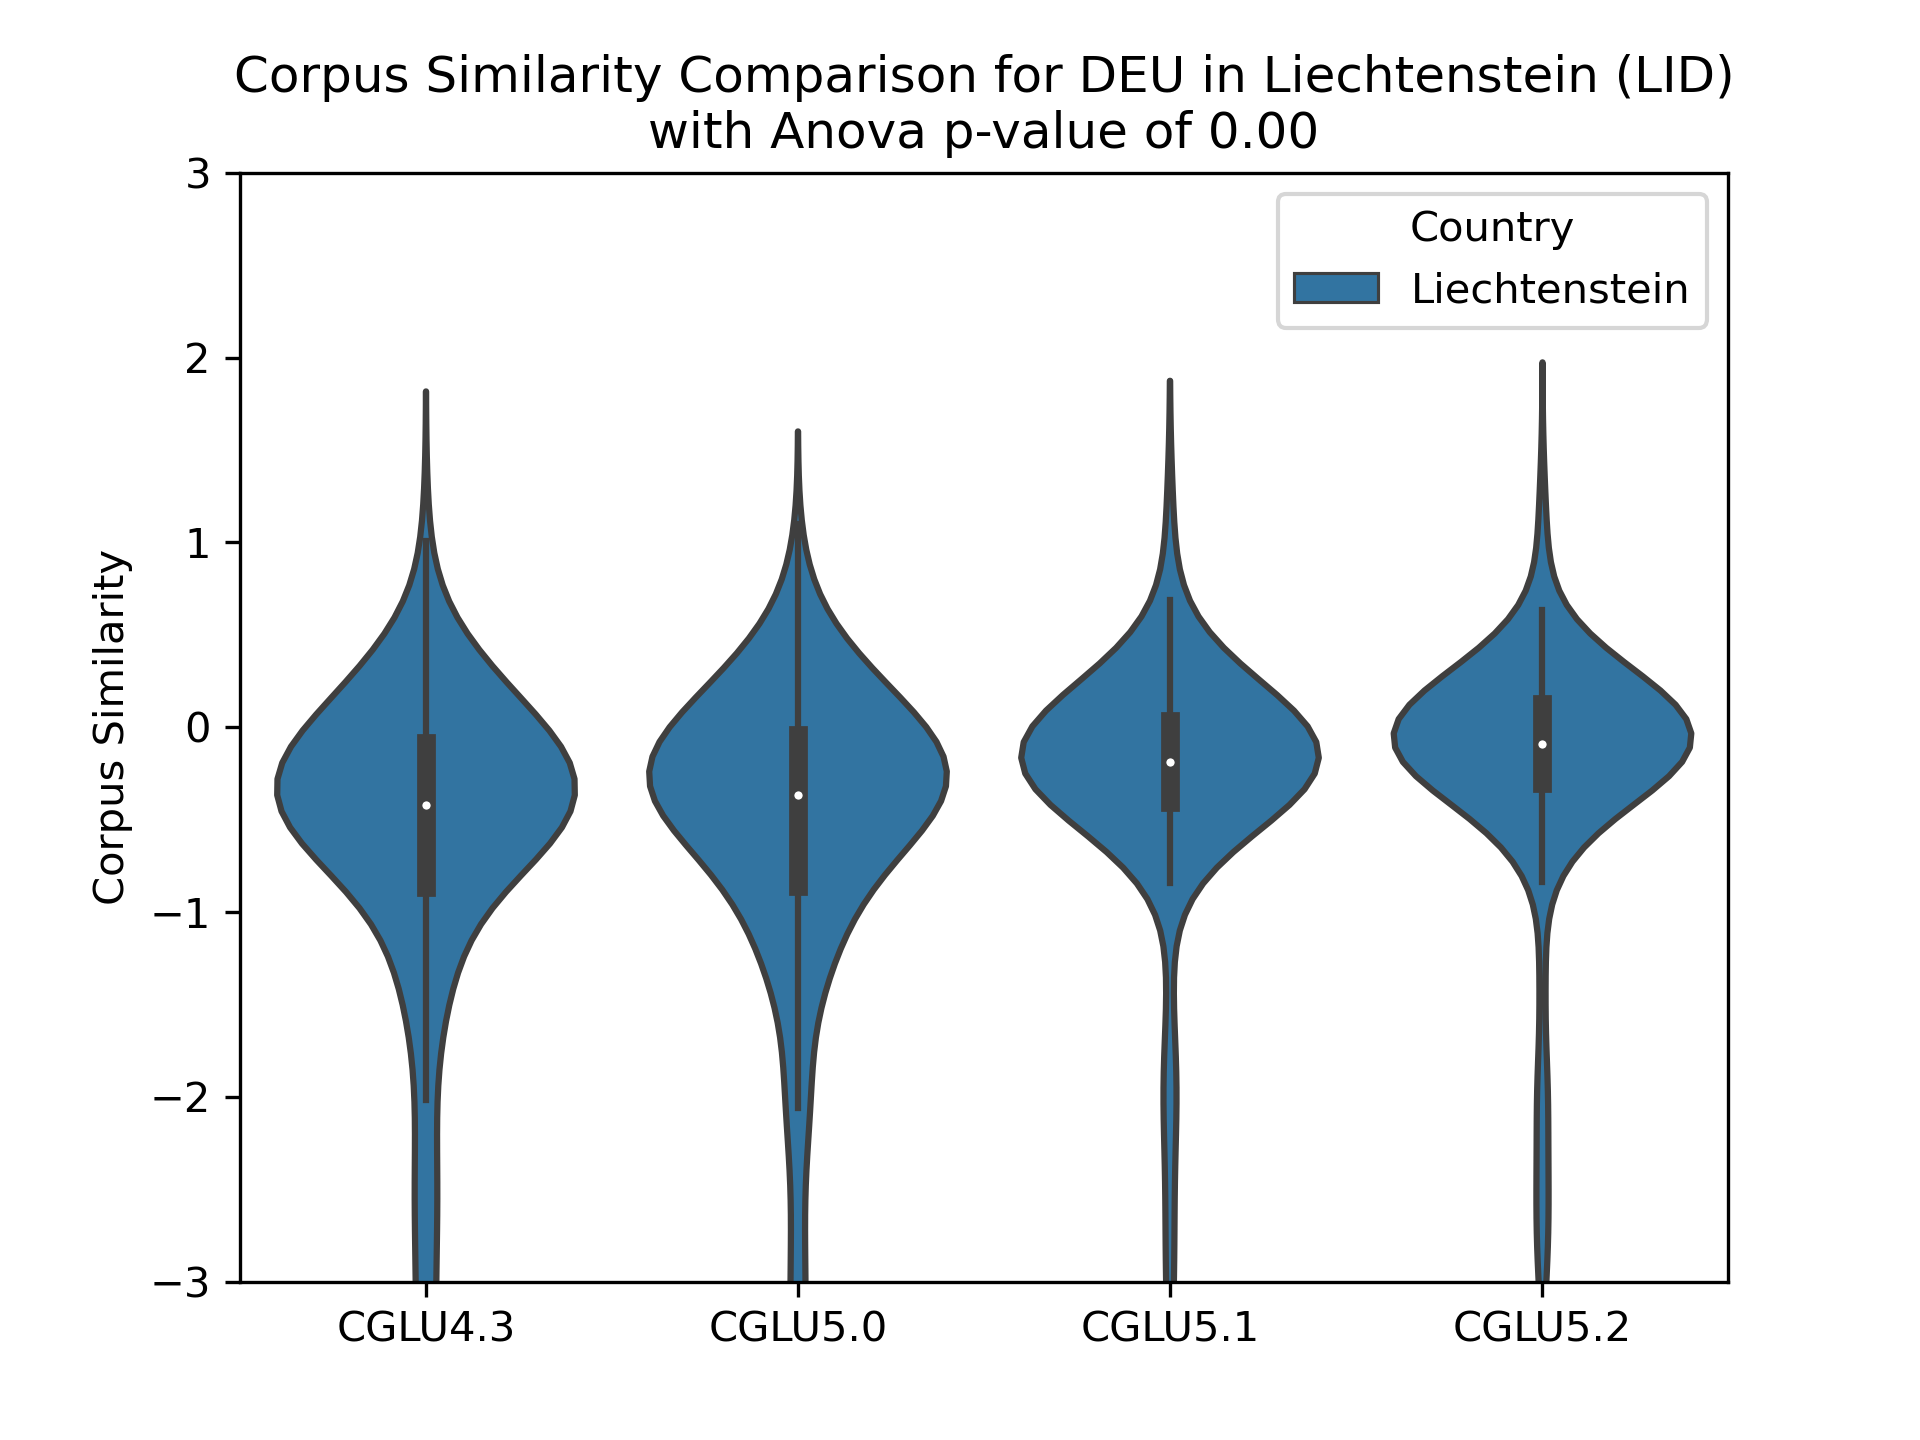 Corpus Similarity Comparison for DEU in Liechtenstein (LID)
with Anova p-value of 0.00
3
2
1
0
−1
−2
−3
Corpus Similarity
Country
Liechtenstein
CGLU4.3
CGLU5.0
CGLU5.1
CGLU5.2